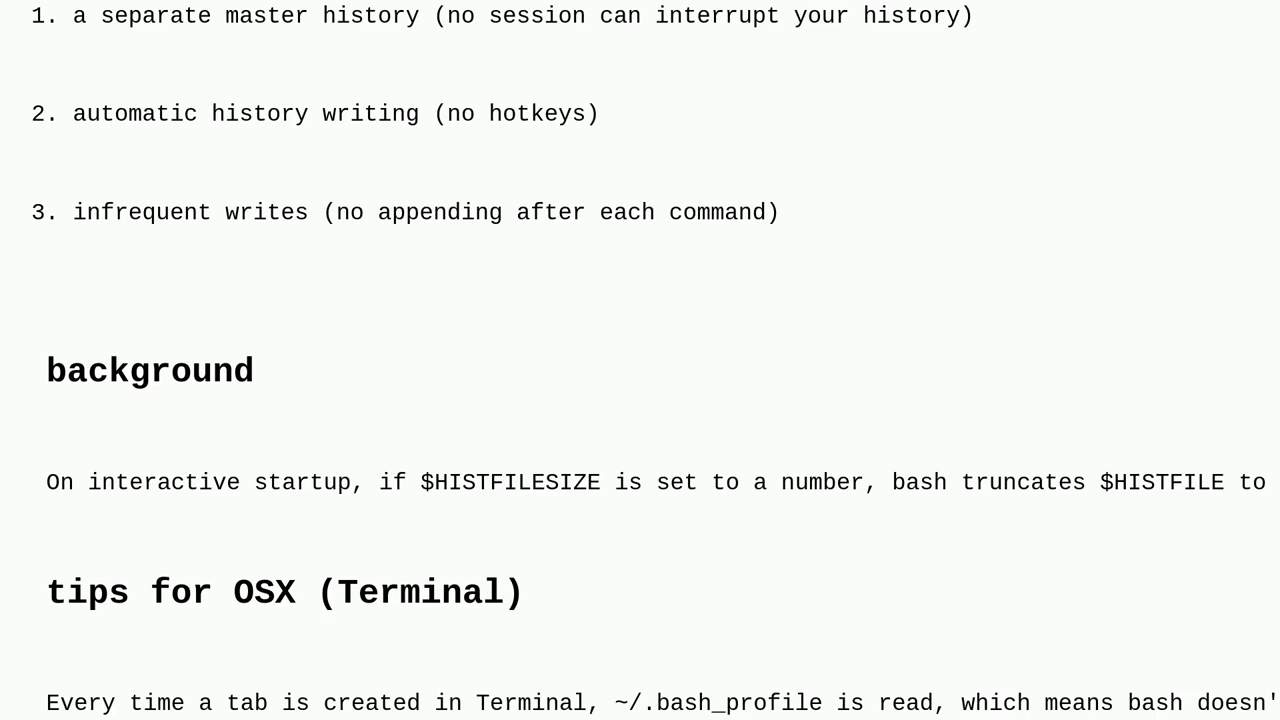 1. a separate master history (no session can interrupt your history)
2. automatic history writing (no hotkeys)
3. infrequent writes (no appending after each command)
background
On interactive startup, if $HISTFILESIZE is set to a number, bash truncates $HISTFILE to
tips for OSX (Terminal)
Every time a tab is created in Terminal, ~/.bash_profile is read, which means bash doesn'